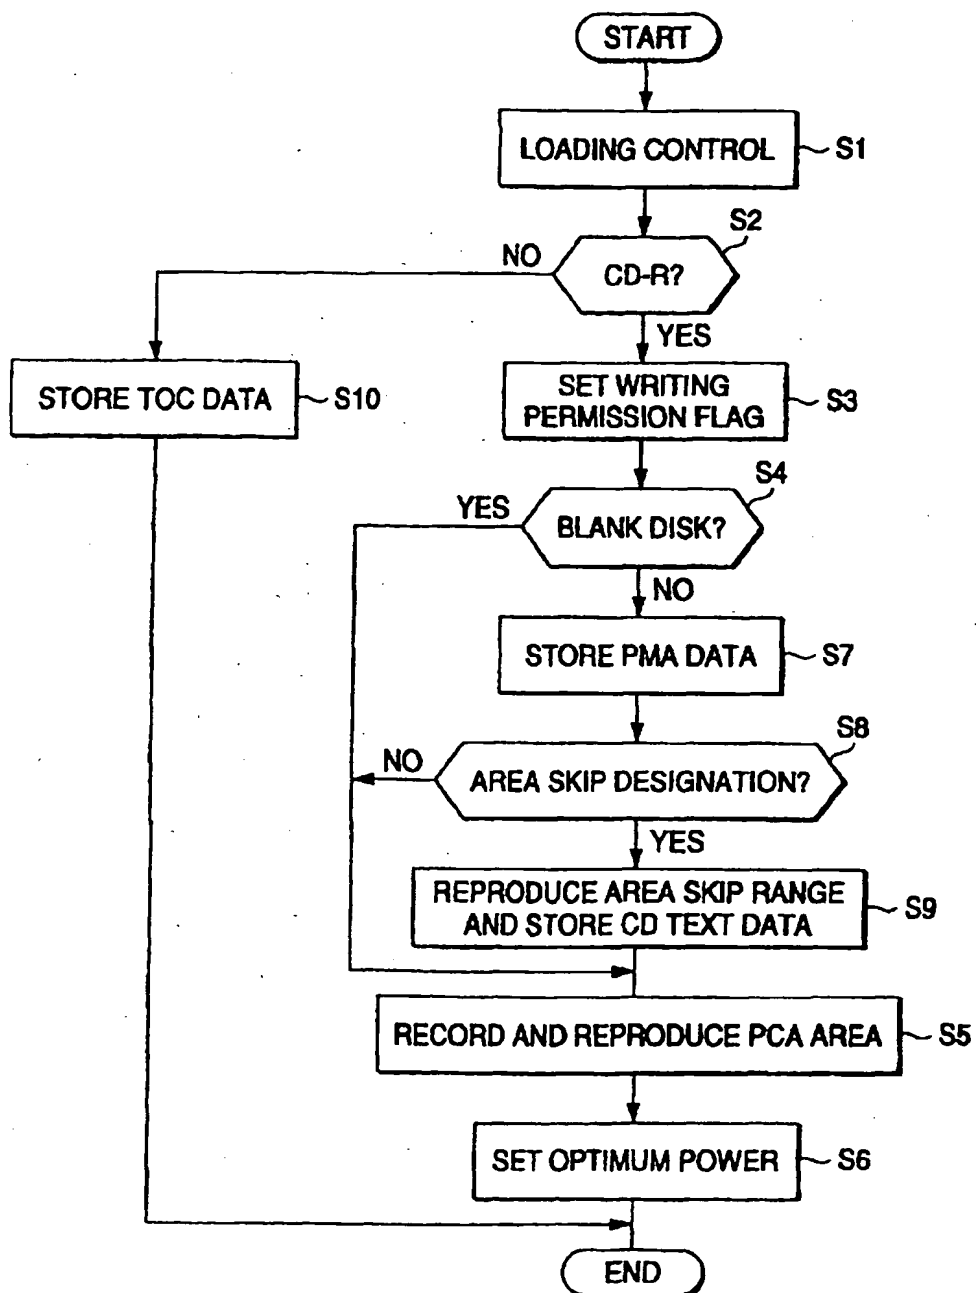 START
LOADING CONTROL
S1
S2
CD-R?
NO
YES
STORE TOC DATA
S10
SET WRITING
PERMISSION FLAG
S3
S4
YES
BLANK DISK?
NO
STORE PMA DATA
S7
S8
NO
AREA SKIP DESIGNATION?
YES
REPRODUCE AREA SKIP RANGE
AND STORE CD TEXT DATA
S9
RECORD AND REPRODUCE PCA AREA
S5
SET OPTIMUM POWER
S6
END